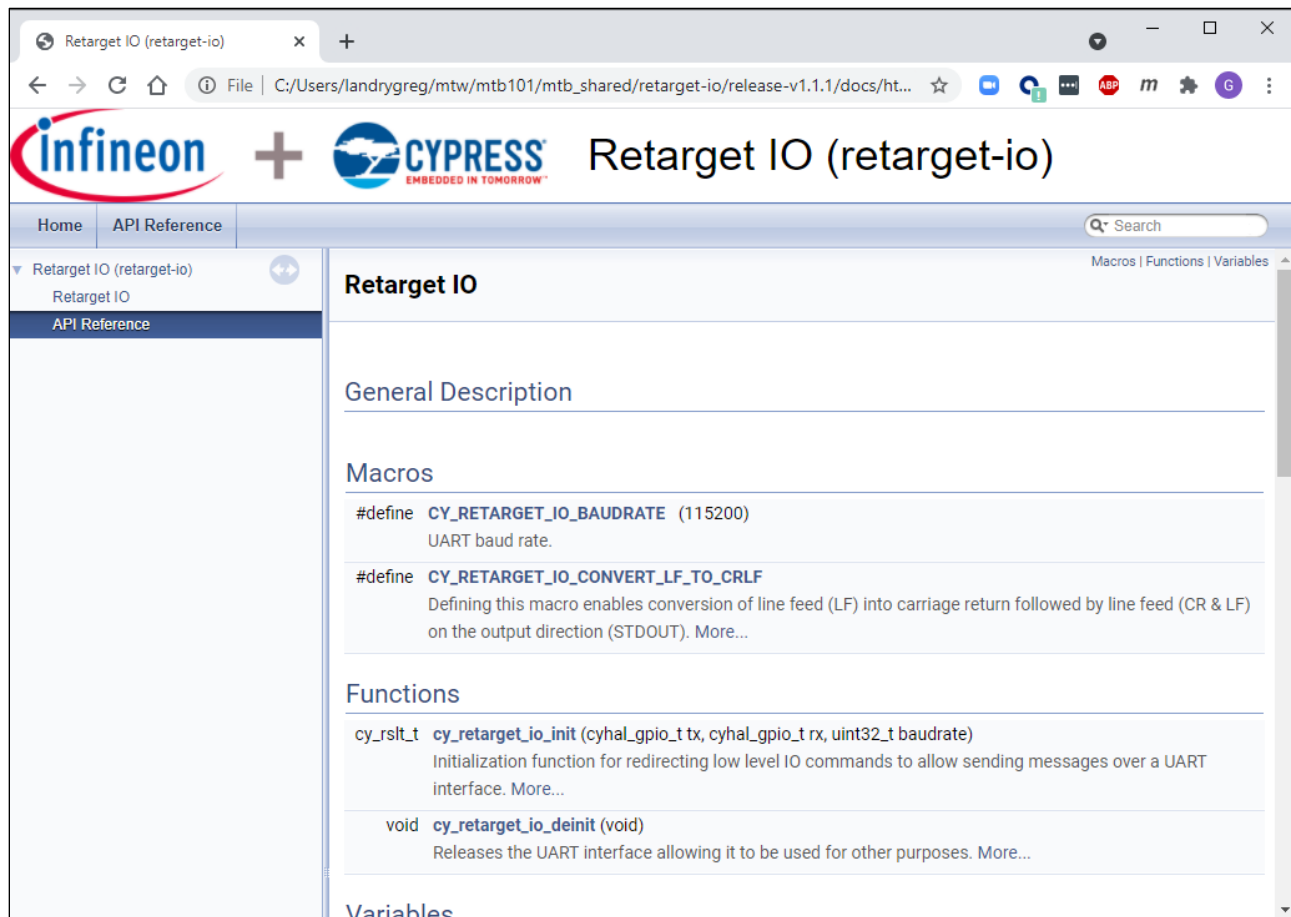 Retarget IO (retarget-io)
File | C:/Users/landrygreg/mtw/mtb101/mtb_shared/retarget-io/release-v1.1.1/docs/ht...
ABP
m
G
infineon + CYPRESS® EMBEDDED IN TOMORROW™ Retarget IO (retarget-io)
Home API Reference Search
Retarget IO (retarget-io)
Retarget IO
API Reference
Macros | Functions | Variables
Retarget IO
General Description
Macros
#define CY_RETARGET_IO_BAUDRATE (115200)
UART baud rate.
#define CY_RETARGET_IO_CONVERT_LF_TO_CRLF
Defining this macro enables conversion of line feed (LF) into carriage return followed by line feed (CR & LF)
on the output direction (STDOUT). More...
Functions
cy_rslt_t cy_retarget_io_init (cyhal_gpio_t tx, cyhal_gpio_t rx, uint32_t baudrate)
Initialization function for redirecting low level IO commands to allow sending messages over a UART
interface. More...
void cy_retarget_io_deinit (void)
Releases the UART interface allowing it to be used for other purposes. More...
Variables